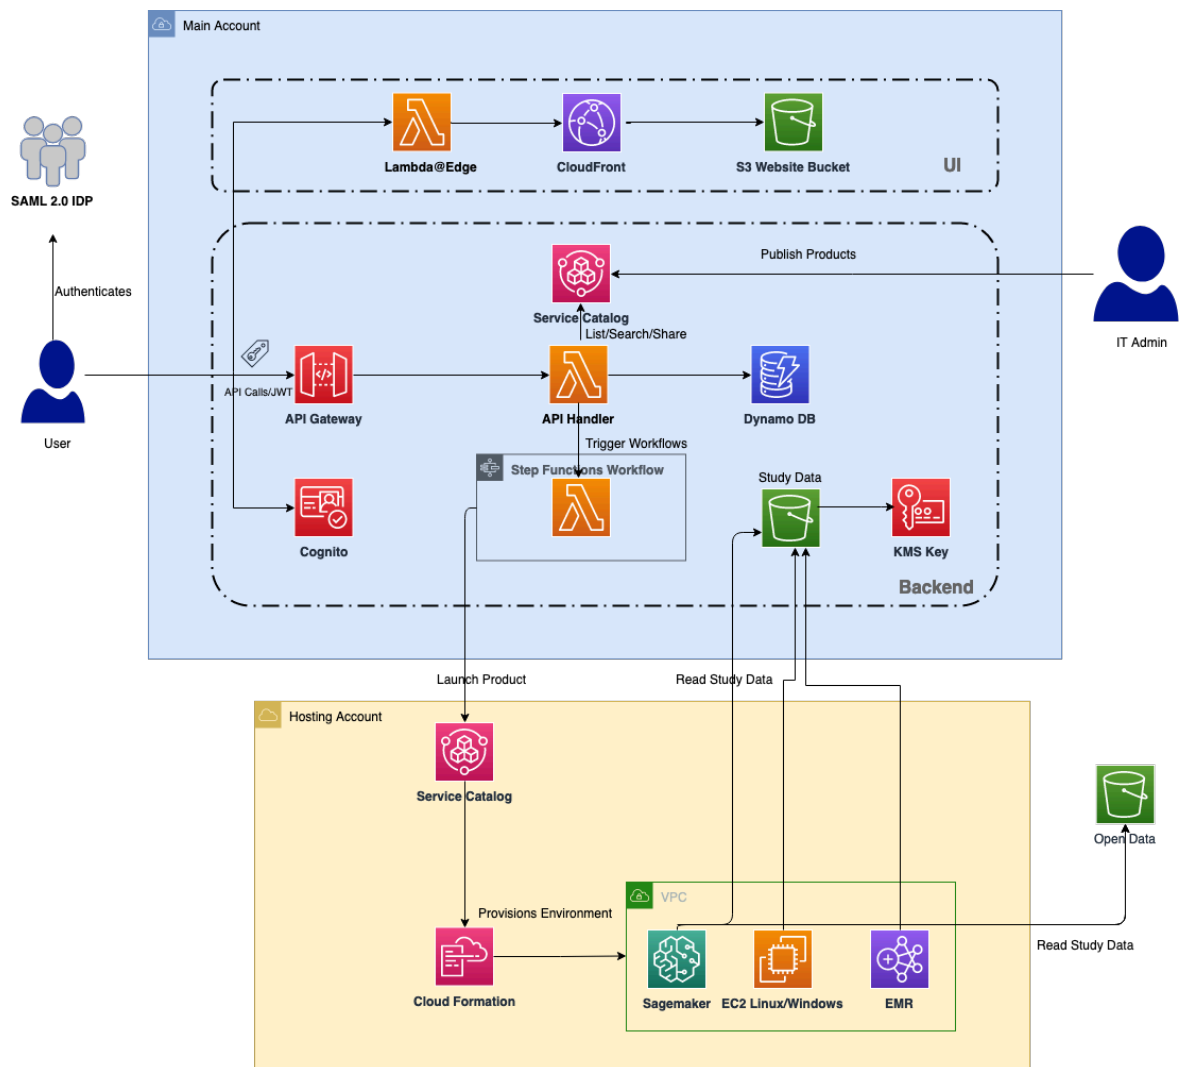 Main Account
Lambda@Edge
CloudFront
S3 Website Bucket
UI
SAML 2.0 IDP
Authenticates
User
Publish Products
IT Admin
Service Catalog
List/Search/Share
API Calls/JWT
API Gateway
API Handler
Dynamo DB
Trigger Workflows
Step Functions Workflow
Study Data
Cognito
KMS Key
Backend
Launch Product
Read Study Data
Hosting Account
Service Catalog
Open Data
Provisions Environment
VPC
Read Study Data
Cloud Formation
Sagemaker
EC2 Linux/Windows
EMR